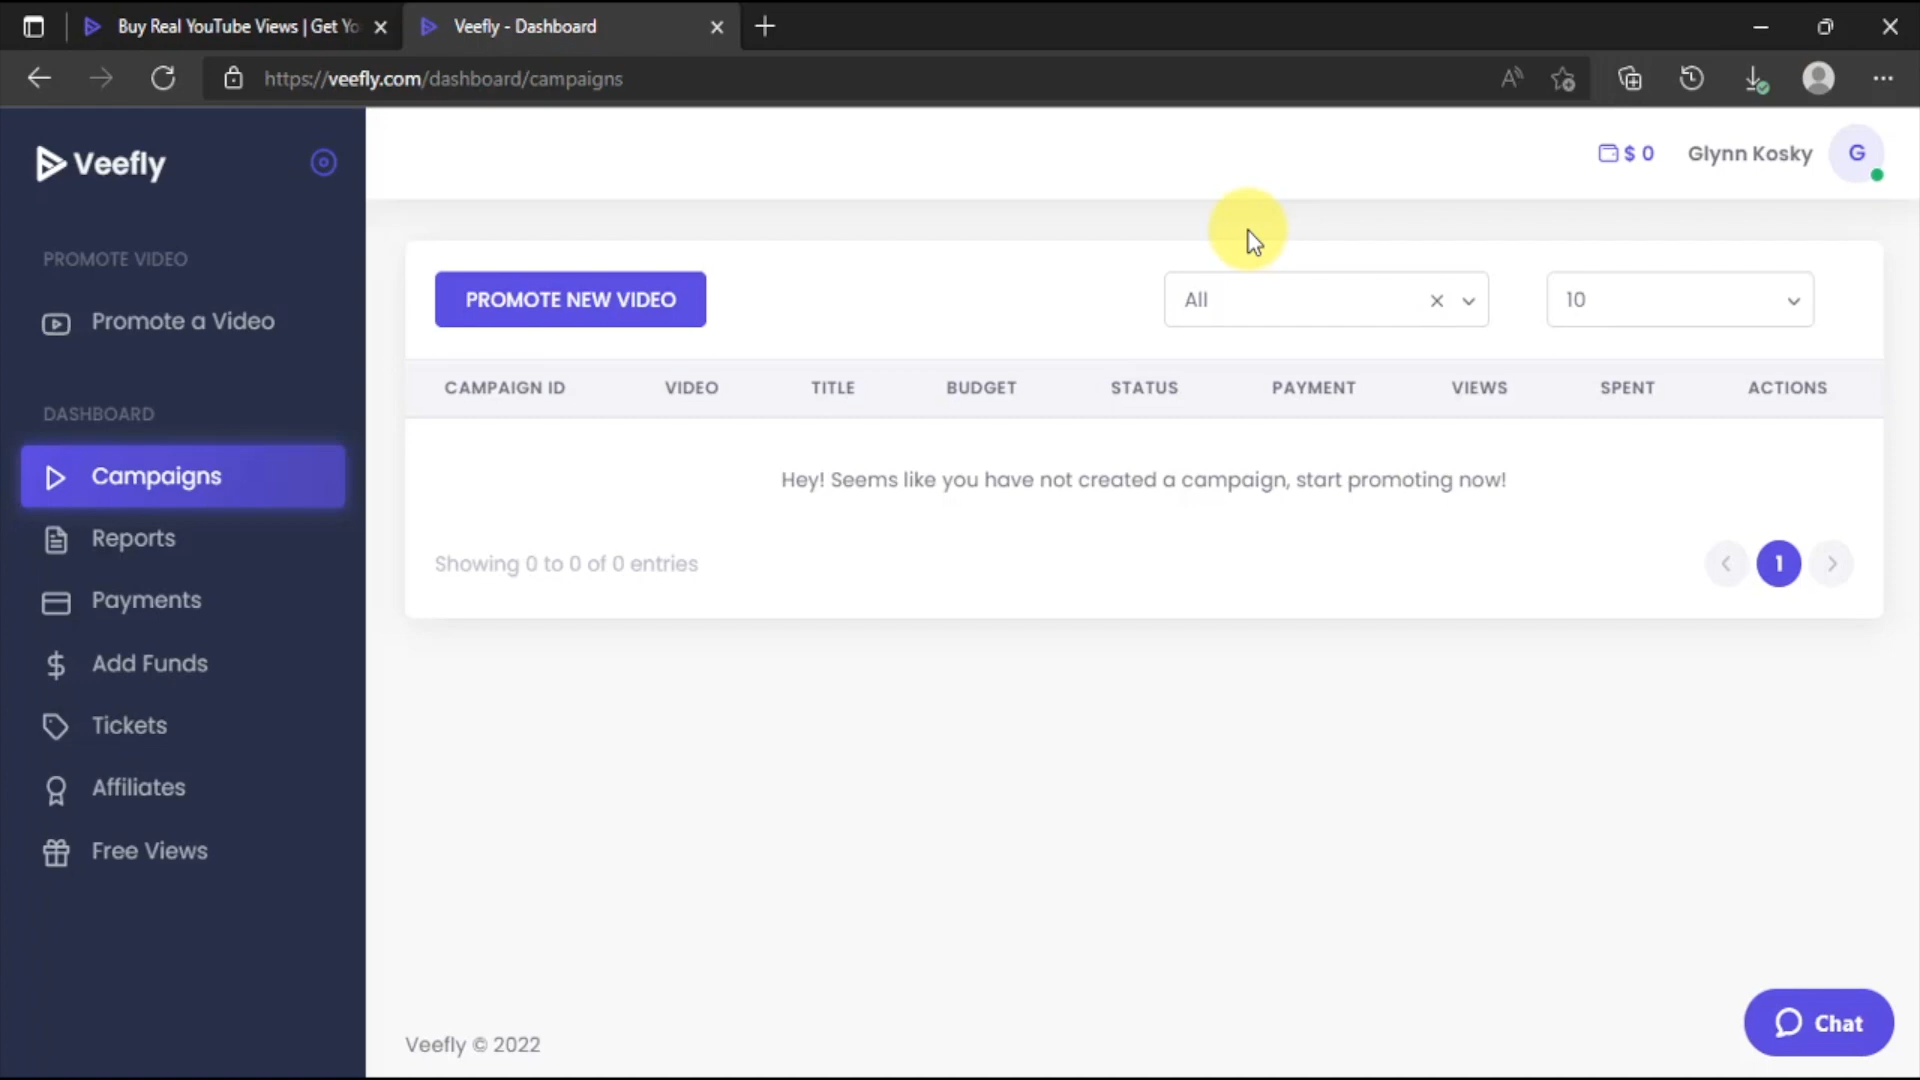 Buy Real YouTube Views | Get Yo
Veefly - Dashboard
https://veefly.com/dashboard/campaigns
Veefly
$ 0
Glynn Kosky
G
PROMOTE VIDEO
Promote a Video
DASHBOARD
Campaigns
Reports
Payments
Add Funds
Tickets
Affiliates
Free Views
PROMOTE NEW VIDEO
All
10
CAMPAIGN ID VIDEO TITLE BUDGET STATUS PAYMENT VIEWS SPENT ACTIONS
Hey! Seems like you have not created a campaign, start promoting now!
Showing 0 to 0 of 0 entries
1
Veefly © 2022
Chat